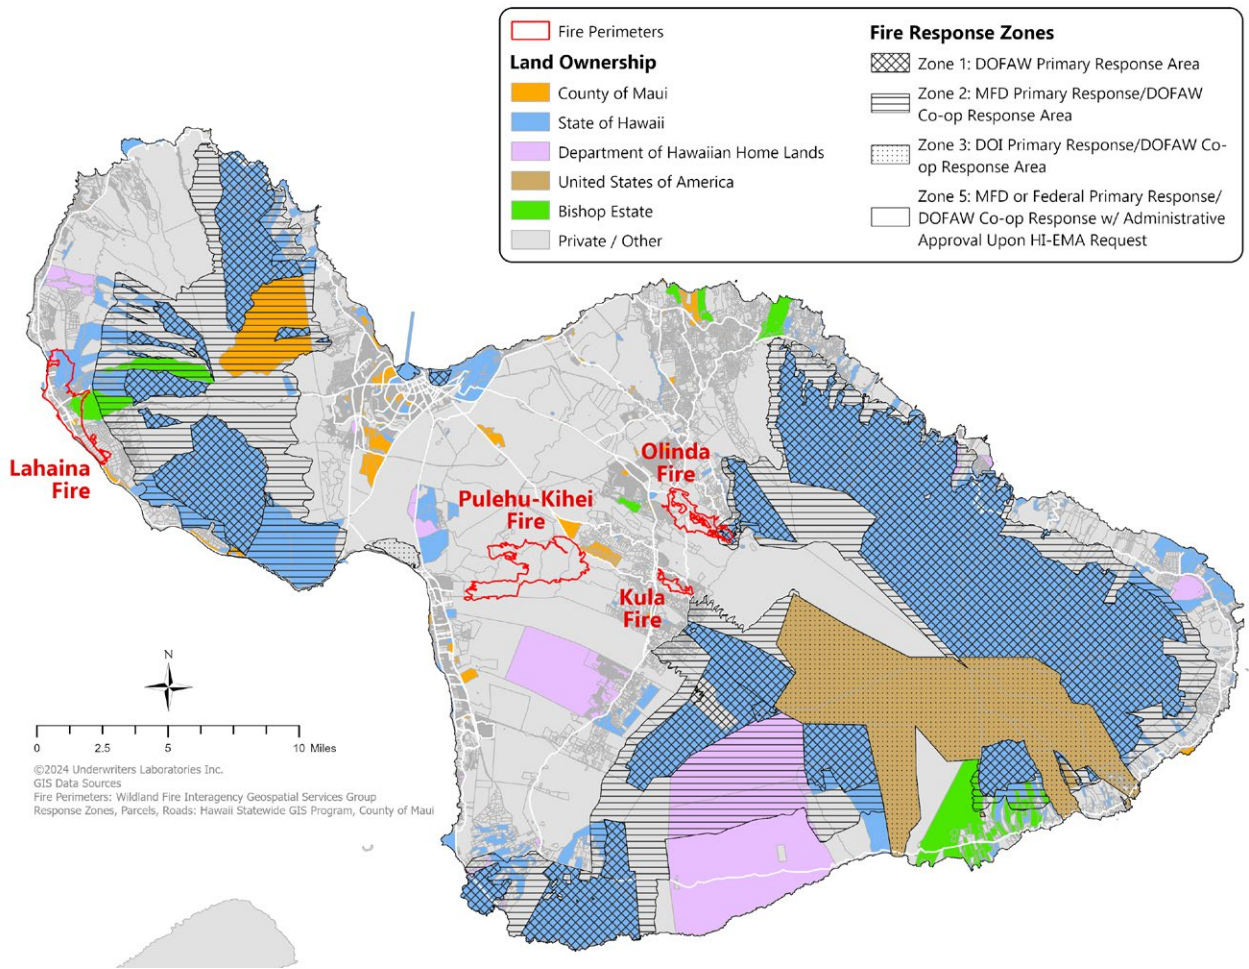 Fire Perimeters
Land Ownership
County of Maui
State of Hawaii
Department of Hawaiian Home Lands
United States of America
Bishop Estate
Private / Other
Fire Response Zones
Zone 1: DOFAW Primary Response Area
Zone 2: MFD Primary Response/DOFAW
Co-op Response Area
Zone 3: DOI Primary Response/DOFAW Co-
op Response Area
Zone 5: MFD or Federal Primary Response/
DOFAW Co-op Response w/ Administrative
Approval Upon HI-EMA Request
Lahaina
Fire
Pulehu-Kihei
Fire
Olinda
Fire
Kula
Fire
N
0 2.5 5 10 Miles
©2024 Underwriters Laboratories Inc.
GIS Data Sources
Fire Perimeters: Wildland Fire Interagency Geospatial Services Group
Response Zones, Parcels, Roads: Hawaii Statewide GIS Program, County of Maui